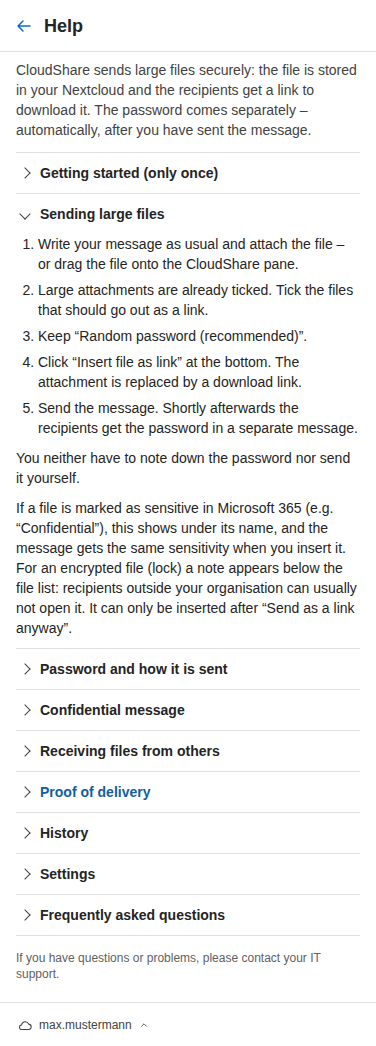 Help
CloudShare sends large files securely: the file is stored
in your Nextcloud and the recipients get a link to
download it. The password comes separately –
automatically, after you have sent the message.
Getting started (only once)
Sending large files
1. Write your message as usual and attach the file –
or drag the file onto the CloudShare pane.
2. Large attachments are already ticked. Tick the files
that should go out as a link.
3. Keep “Random password (recommended)”.
4. Click “Insert file as link” at the bottom. The
attachment is replaced by a download link.
5. Send the message. Shortly afterwards the
recipients get the password in a separate message.
You neither have to note down the password nor send
it yourself.
If a file is marked as sensitive in Microsoft 365 (e.g.
“Confidential”), this shows under its name, and the
message gets the same sensitivity when you insert it.
For an encrypted file (lock) a note appears below the
file list: recipients outside your organisation can usually
not open it. It can only be inserted after “Send as a link
anyway”.
Password and how it is sent
Confidential message
Receiving files from others
Proof of delivery
History
Settings
Frequently asked questions
If you have questions or problems, please contact your IT
support.
max.mustermann